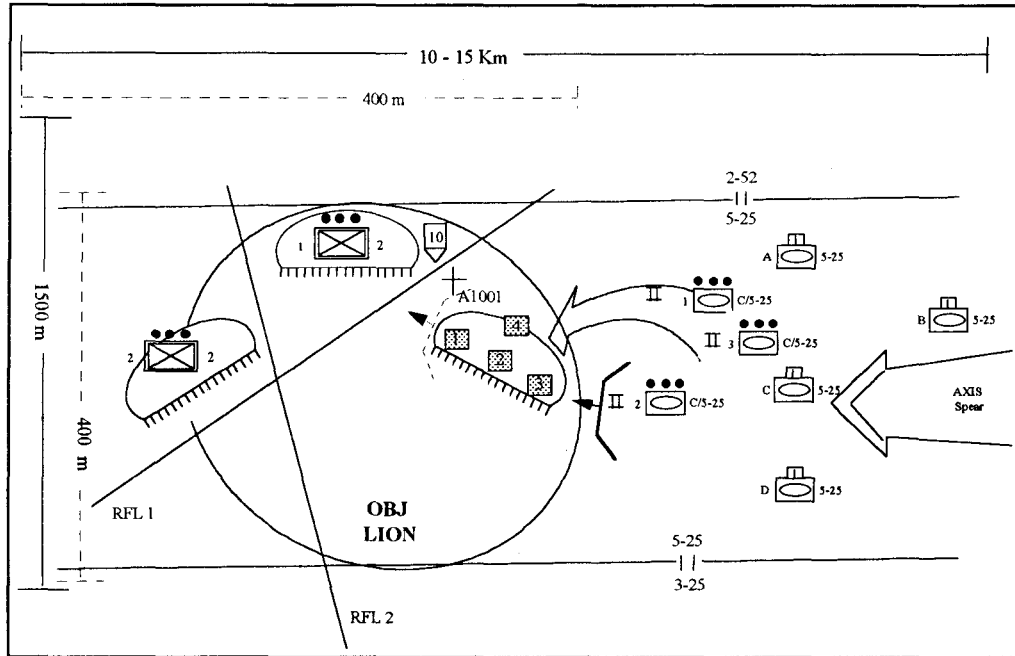 10 - 15 Km
400 m
1500 m
400 m
2-52
5-25
1 2
10
A1001
A 5-25
1 C/5-25
B 5-25
3 C/5-25
1
4
2
3
2 2
2 C/5-25
C 5-25
AXIS
Spear
D 5-25
RFL 1
OBJ
LION
5-25
3-25
RFL 2